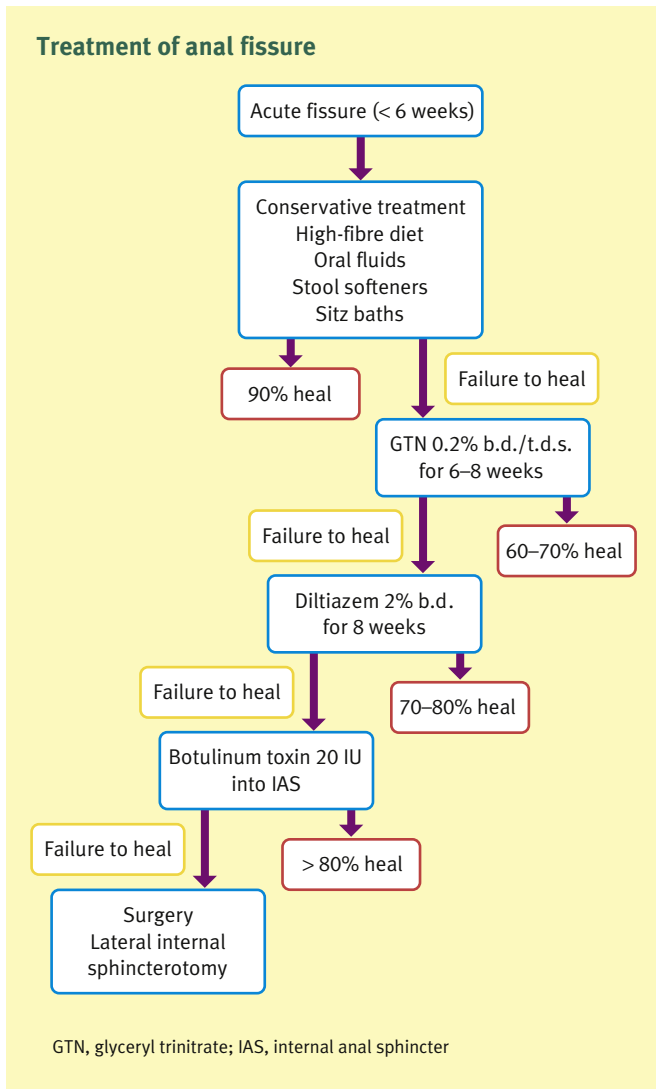 Treatment of anal fissure
Acute fissure (< 6 weeks)
Conservative treatment
High-fibre diet
Oral fluids
Stool softeners
Sitz baths
90% heal
Failure to heal
GTN 0.2% b.d./t.d.s.
for 6–8 weeks
Failure to heal
60–70% heal
Diltiazem 2% b.d.
for 8 weeks
Failure to heal
70–80% heal
Botulinum toxin 20 IU
into IAS
Failure to heal
> 80% heal
Surgery
Lateral internal
sphincterotomy
GTN, glyceryl trinitrate; IAS, internal anal sphincter